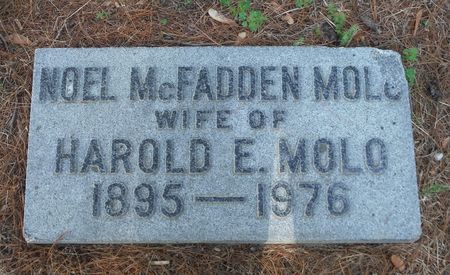 NOEL McFADDEN MOLO
WIFE OF
HAROLD E. MOLO
1895 — 1976